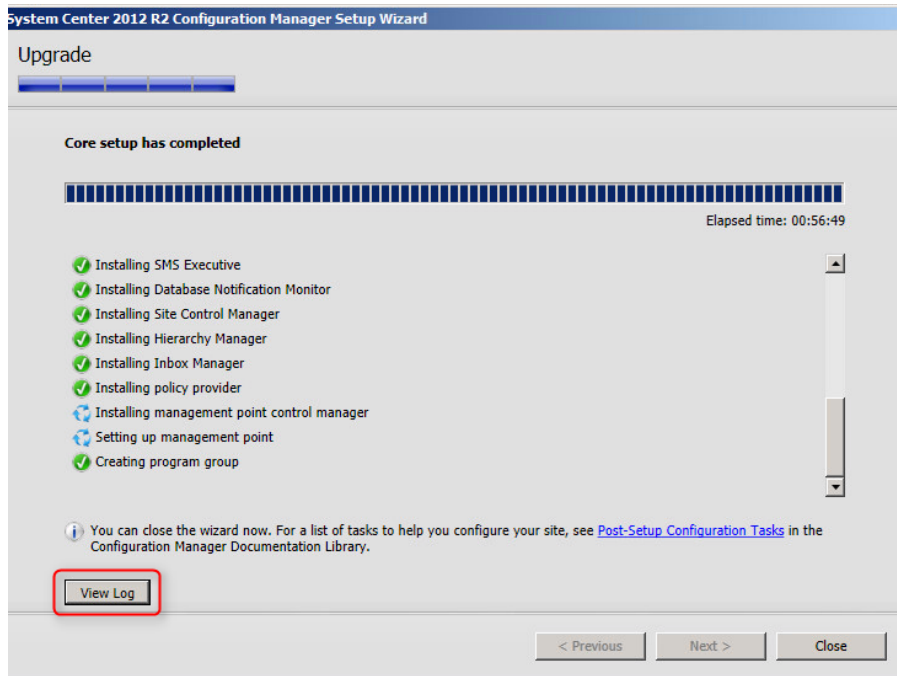 System Center 2012 R2 Configuration Manager Setup Wizard
Upgrade
Core setup has completed
Elapsed time: 00:56:49
Installing SMS Executive
Installing Database Notification Monitor
Installing Site Control Manager
Installing Hierarchy Manager
Installing Inbox Manager
Installing policy provider
Installing management point control manager
Setting up management point
Creating program group
You can close the wizard now. For a list of tasks to help you configure your site, see Post-Setup Configuration Tasks in the
Configuration Manager Documentation Library.
View Log
< Previous Next > Close